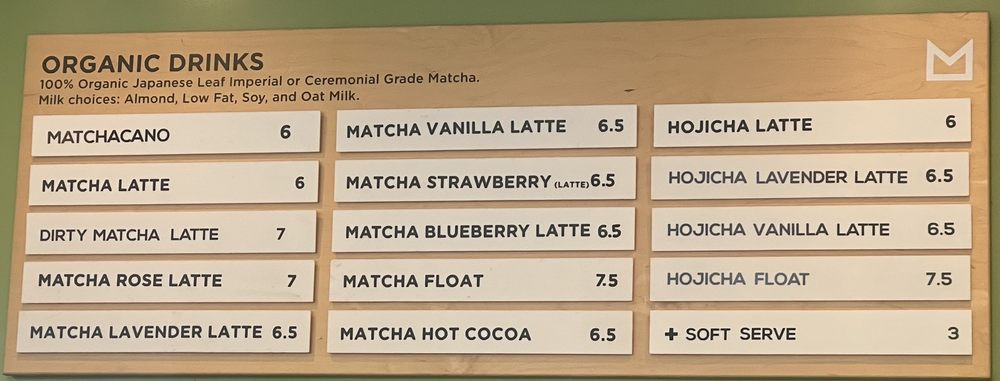 ORGANIC DRINKS
100% Organic Japanese Leaf Imperial or Ceremonial Grade Matcha.
Milk choices: Almond, Low Fat, Soy, and Oat Milk.
MATCHACANO 6
MATCHA LATTE 6
DIRTY MATCHA LATTE 7
MATCHA ROSE LATTE 7
MATCHA LAVENDER LATTE 6.5
MATCHA VANILLA LATTE 6.5
MATCHA STRAWBERRY (LATTE) 6.5
MATCHA BLUEBERRY LATTE 6.5
MATCHA FLOAT 7.5
MATCHA HOT COCOA 6.5
HOJICHA LATTE 6
HOJICHA LAVENDER LATTE 6.5
HOJICHA VANILLA LATTE 6.5
HOJICHA FLOAT 7.5
+ SOFT SERVE 3